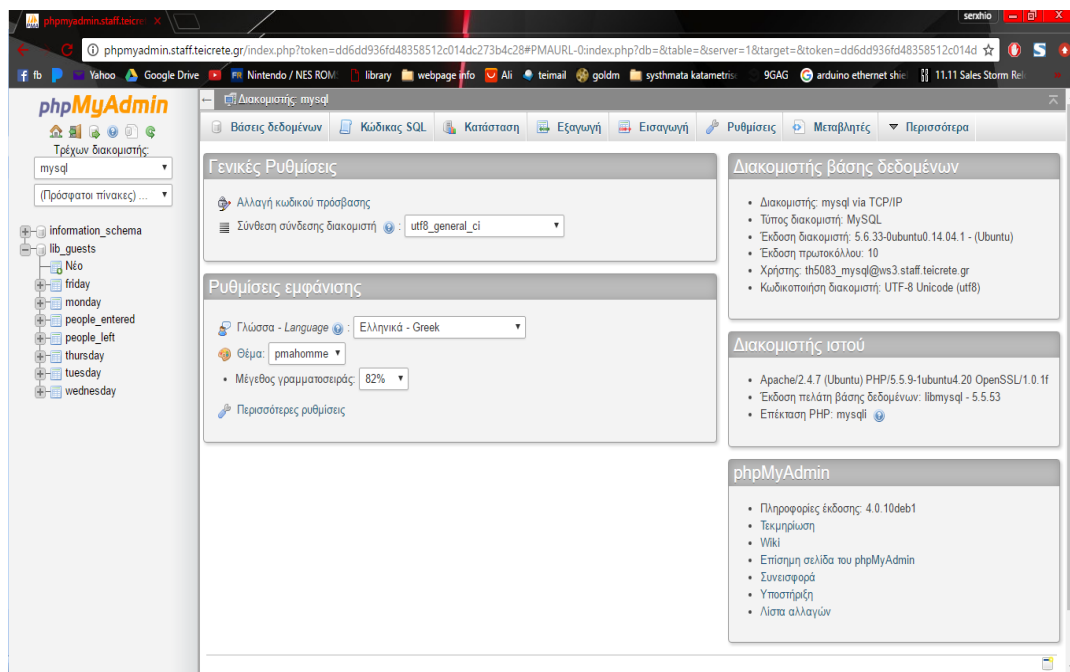 phpmyadmin.staff.teicre
serxhio
phpmyadmin.staff.teicrete.gr/index.php?token=dd6dd936fd48358512c014dc273b4c28#PMAURL-0:index.php?db=&table=&server=1&target=&token=dd6dd936fd48358512c014d
fb
Yahoo
Google Drive
Nintendo / NES ROM
library
webpage info
Ali
teimail
goldm
systhmata katametris
9GAG
arduino ethernet shie
11.11 Sales Storm Rel
phpMyAdmin
Τρέχων διακομιστής:
mysql
(Πρόσφατοι πίνακες) ...
information_schema
lib_guests
Νέο
friday
monday
people_entered
people_left
thursday
tuesday
wednesday
Διακομιστής: mysql
Βάσεις δεδομένων
Κώδικας SQL
Κατάσταση
Εξαγωγή
Εισαγωγή
Ρυθμίσεις
Μεταβλητές
Περισσότερα
Γενικές Ρυθμίσεις
Αλλαγή κωδικού πρόσβασης
Σύνθεση σύνδεσης διακομιστή : utf8_general_ci
Ρυθμίσεις εμφάνισης
Γλώσσα - Language : Ελληνικά - Greek
Θέμα: pmahomme
• Μέγεθος γραμματοσειράς: 82%
Περισσότερες ρυθμίσεις
Διακομιστής βάσης δεδομένων
• Διακομιστής: mysql via TCP/IP
• Τύπος διακομιστή: MySQL
• Έκδοση διακομιστή: 5.6.33-0ubuntu0.14.04.1 - (Ubuntu)
• Έκδοση πρωτοκόλλου: 10
• Χρήστης: th5083_mysql@ws3.staff.teicrete.gr
• Κωδικοποίηση διακομιστή: UTF-8 Unicode (utf8)
Διακομιστής ιστού
• Apache/2.4.7 (Ubuntu) PHP/5.5.9-1ubuntu4.20 OpenSSL/1.0.1f
• Έκδοση πελάτη βάσης δεδομένων: libmysql - 5.5.53
• Επέκταση PHP: mysqli
phpMyAdmin
• Πληροφορίες έκδοσης: 4.0.10deb1
• Τεκμηρίωση
• Wiki
• Επίσημη σελίδα του phpMyAdmin
• Συνεισφορά
• Υποστήριξη
• Λίστα αλλαγών